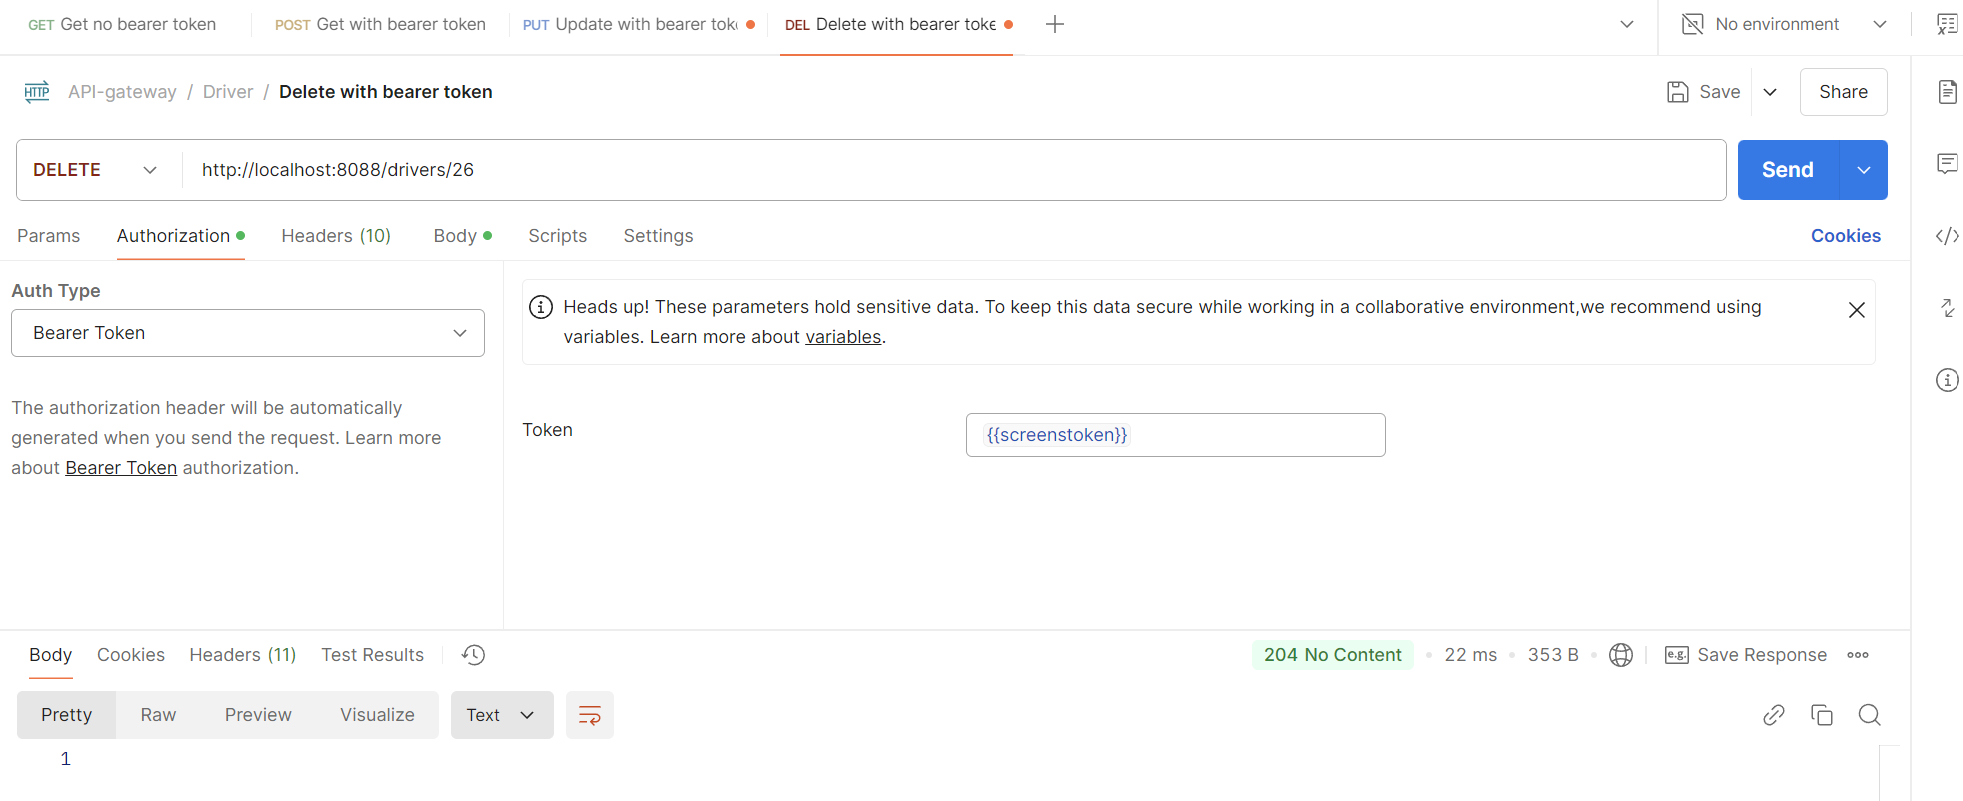 GET Get no bearer token POST Get with bearer token PUT Update with bearer tok DEL Delete with bearer toke No environment
HTTP API-gateway / Driver / Delete with bearer token Save Share
DELETE http://localhost:8088/drivers/26 Send
Params Authorization Headers (10) Body Scripts Settings Cookies
Auth Type
Bearer Token
The authorization header will be automatically
generated when you send the request. Learn more
about Bearer Token authorization.
Heads up! These parameters hold sensitive data. To keep this data secure while working in a collaborative environment,we recommend using
variables. Learn more about variables.
Token {{screenstoken}}
Body Cookies Headers (11) Test Results 204 No Content 22 ms 353 B e.g. Save Response
Pretty Raw Preview Visualize Text
1